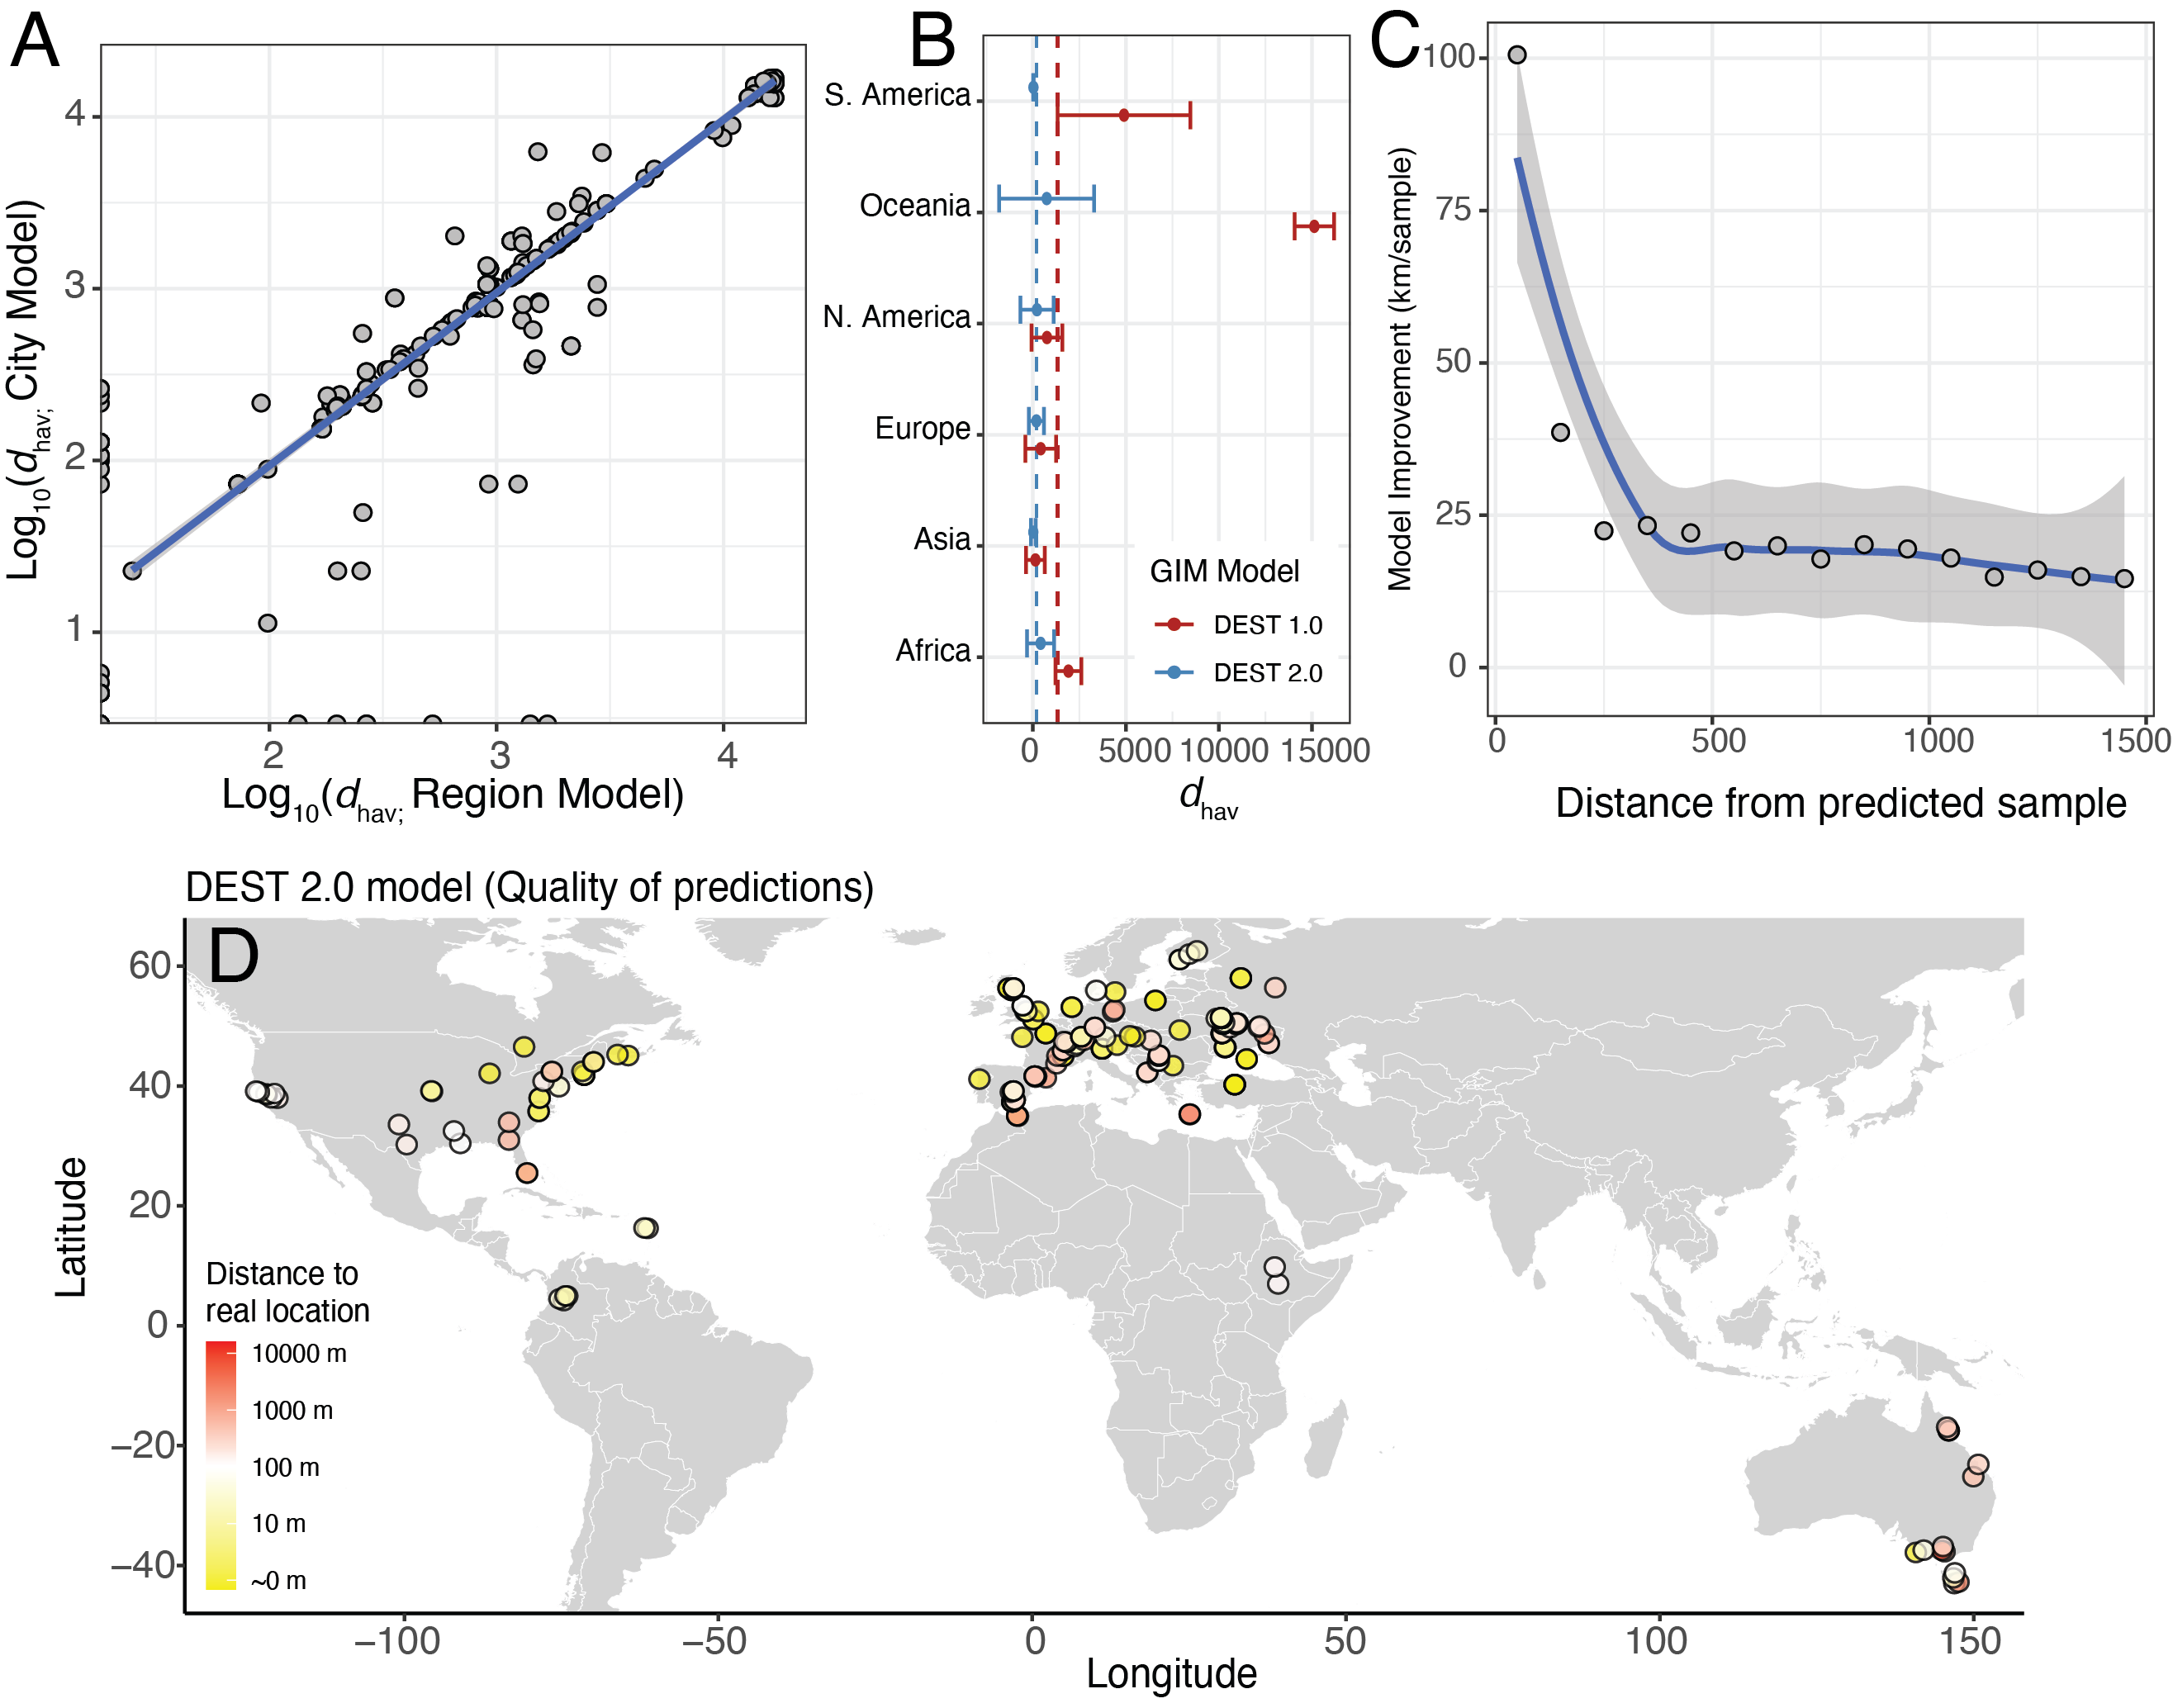 A
4
3
2
1
Log10(dhav; City Model)
2 3 4
Log10(dhav; Region Model)
B
S. America
Oceania
N. America
Europe
Asia
Africa
GIM Model
DEST 1.0
DEST 2.0
0 5000 10000 15000
dhav
C
100
75
50
25
0
Model Improvement (km/sample)
0 500 1000 1500
Distance from predicted sample
DEST 2.0 model (Quality of predictions)
D
60
40
20
0
−20
−40
Latitude
Distance to
real location
10000 m
1000 m
100 m
10 m
~0 m
−100 −50 0 50 100 150
Longitude